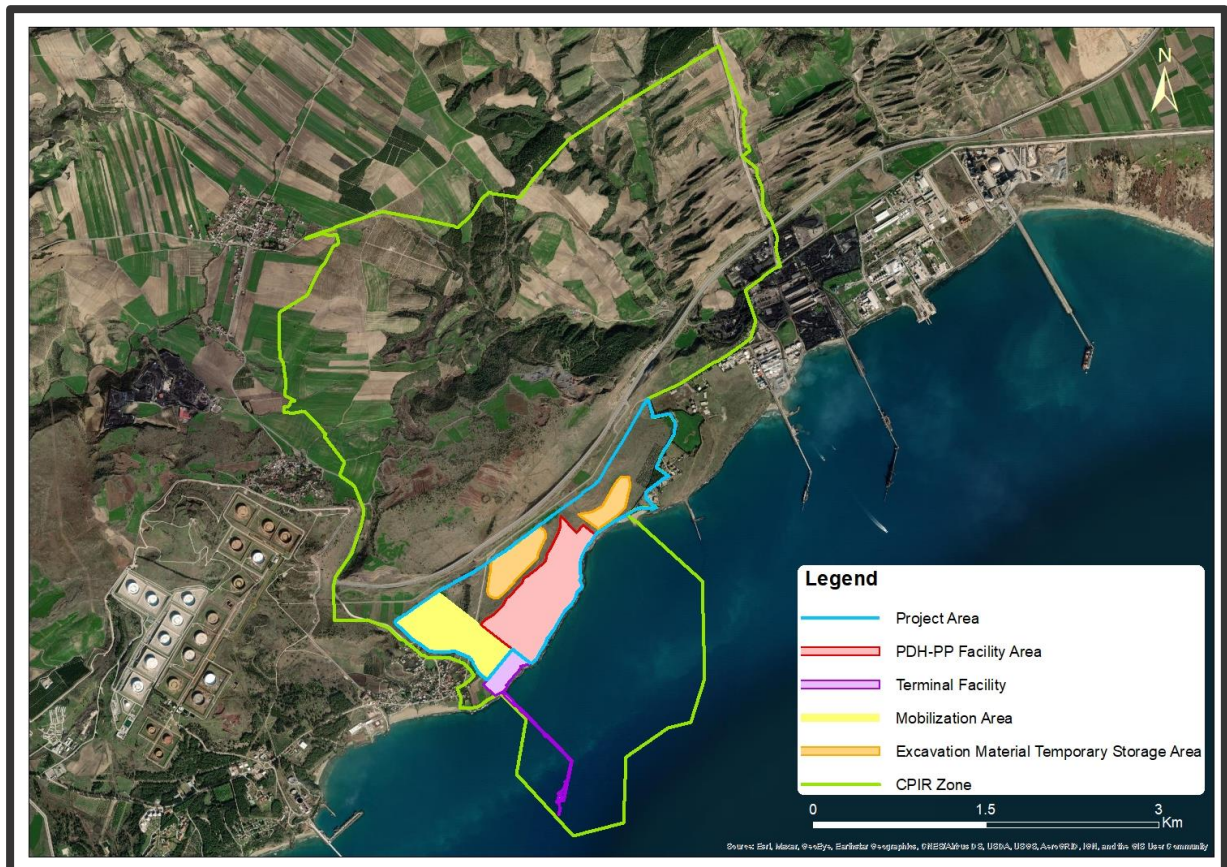 N
Legend
Project Area
PDH-PP Facility Area
Terminal Facility
Mobilization Area
Excavation Material Temporary Storage Area
CPIR Zone
0 1.5 3
Km
Source: Esri, Maxar, GeoEye, Earthstar Geographics, CNES/Airbus DS, USDA, USGS, AeroGRID, IGN, and the GIS User Community